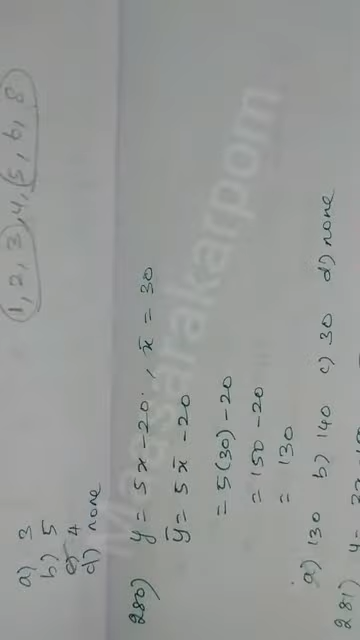 1, 2, 3, 4, 5, 6, 8
a) 3
b) 5
c) 4
d) none
280) y = 5x - 20, x̄ = 30
ȳ = 5x̄ - 20
= 5(30) - 20
= 150 - 20
= 130
a) 130 b) 140 c) 30 d) none
281)